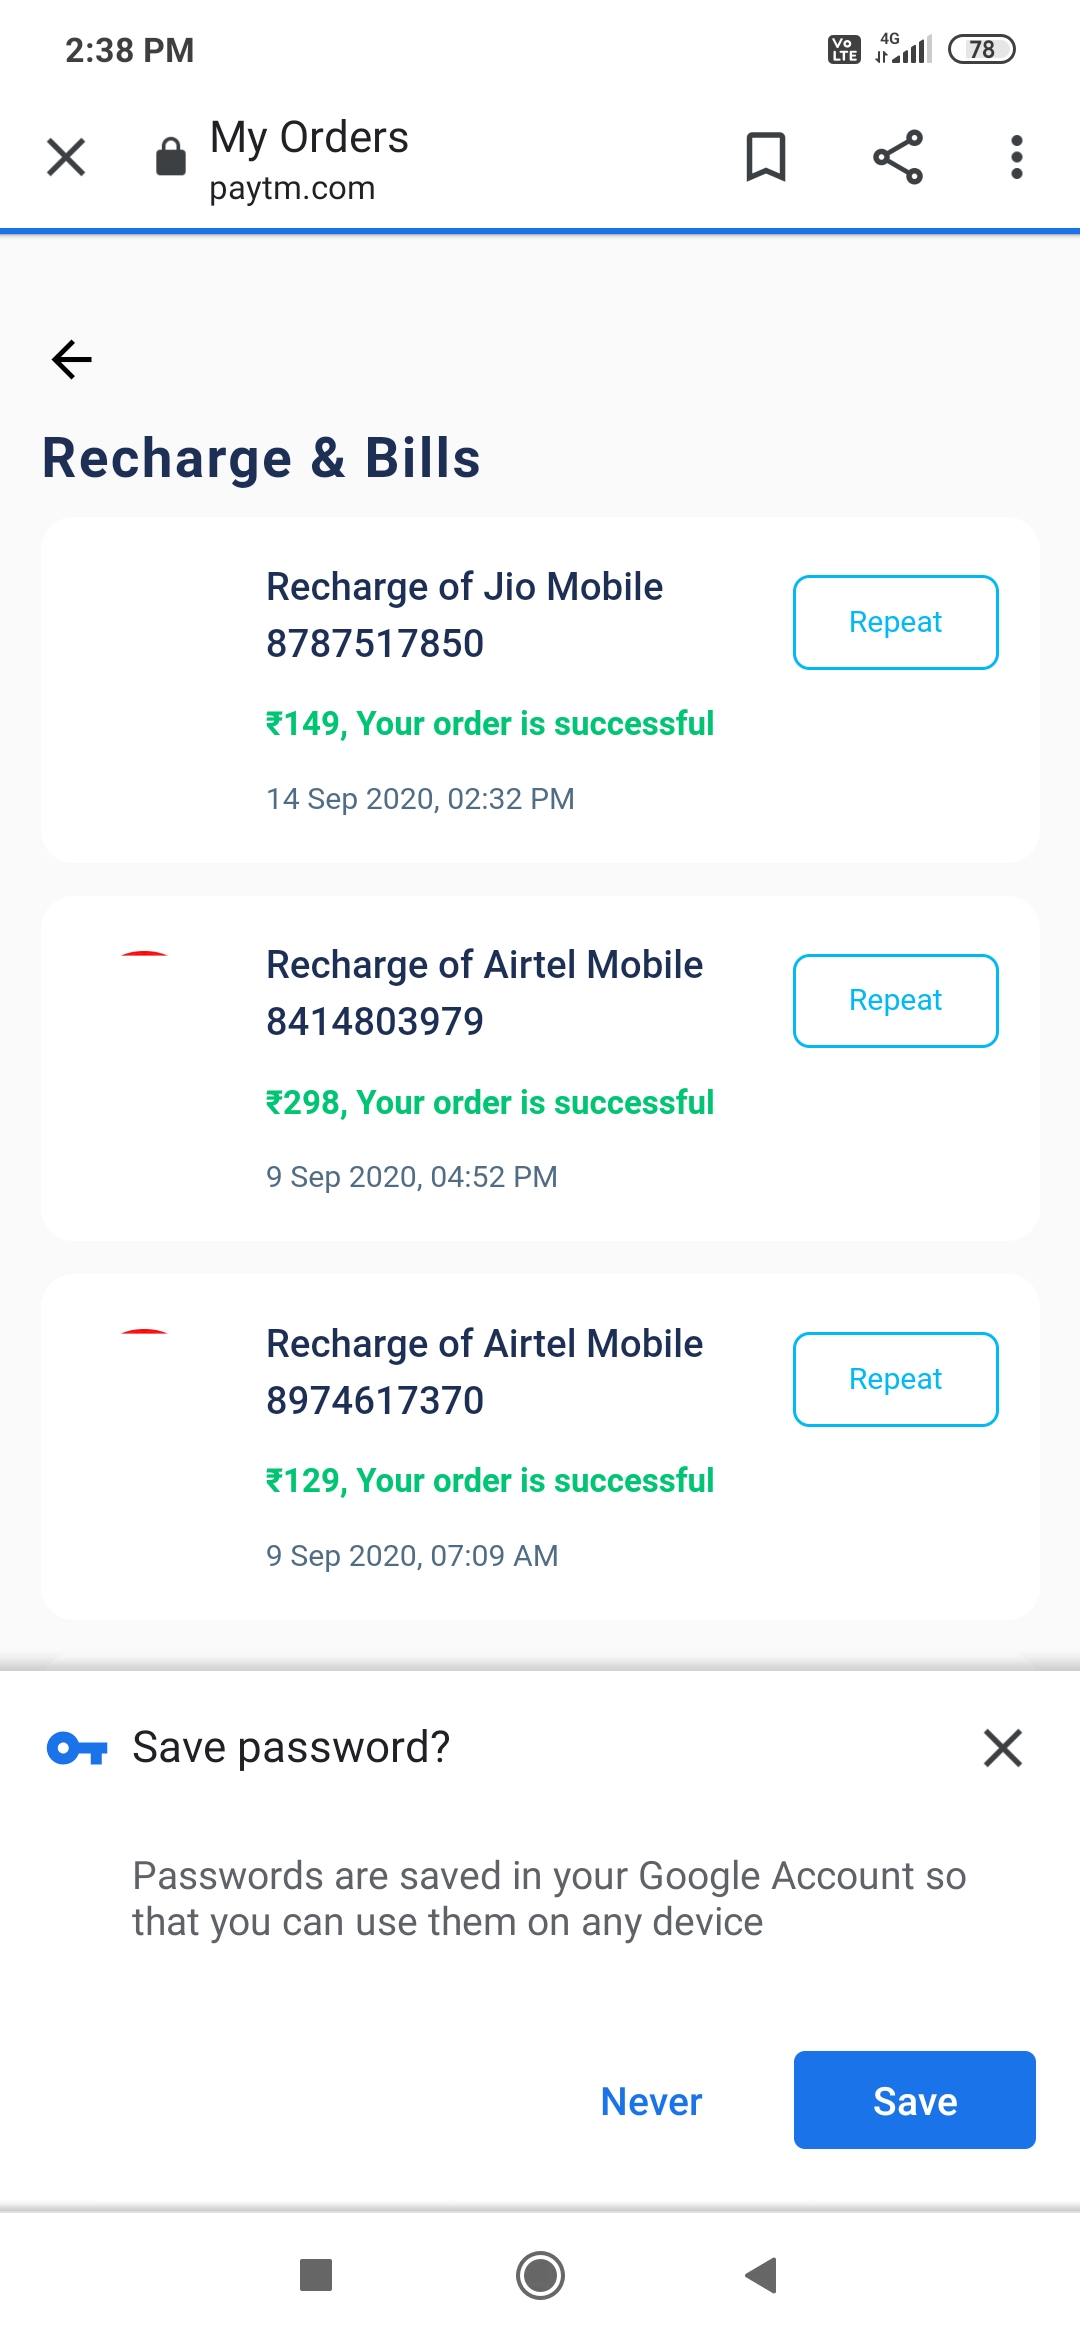 2:38 PM
Vo LTE 4G 78
My Orders
paytm.com
Recharge & Bills
Recharge of Jio Mobile
8787517850
Repeat
₹149, Your order is successful
14 Sep 2020, 02:32 PM
Recharge of Airtel Mobile
8414803979
Repeat
₹298, Your order is successful
9 Sep 2020, 04:52 PM
Recharge of Airtel Mobile
8974617370
Repeat
₹129, Your order is successful
9 Sep 2020, 07:09 AM
Save password?
Passwords are saved in your Google Account so
that you can use them on any device
Never Save